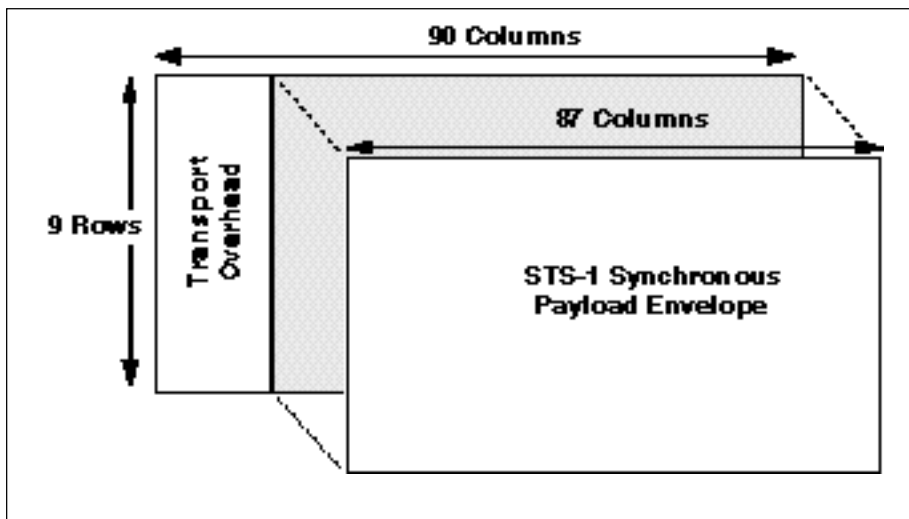 90 Columns
87 Columns
9 Rows
Transport
Overhead
STS-1 Synchronous
Payload Envelope